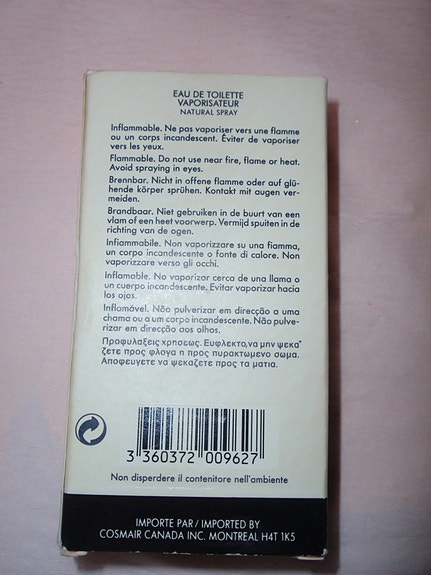 EAU DE TOILETTE
VAPORISATEUR
NATURAL SPRAY
Inflammable. Ne pas vaporiser vers une flamme
ou un corps incandescent. Éviter de vaporiser
vers les yeux.
Flammable. Do not use near fire, flame or heat.
Avoid spraying in eyes.
Brennbar. Nicht in offene flamme oder auf glü-
hende körper sprühen. Kontakt mit augen ver-
meiden.
Brandbaar. Niet gebruiken in de buurt van een
vlam of een heet voorwerp. Vermijd spuiten in de
richting van de ogen.
Infiammabile. Non vaporizzare su una fiamma,
un corpo incandescente o fonte di calore. Non
vaporizzare verso gli occhi.
Inflamable. No vaporizar cerca de una llama o
un cuerpo incandescente. Evitar vaporizar hacia
los ojos.
Inflamável. Não pulverizar em direcção a uma
chama ou a um corpo incandescente. Não pulve-
rizar em direcção aos olhos.
Προφυλαξεις χρησεως. Ευφλεκτο, να μην ψεκα-
ζετε προς φλογα η προς πυρακτωμενο σωμα.
Αποφευγετε να ψεκαζετε προς τα ματια.
3 360372 009627
Non disperdere il contenitore nell'ambiente
IMPORTE PAR / IMPORTED BY
COSMAIR CANADA INC. MONTREAL H4T 1K5